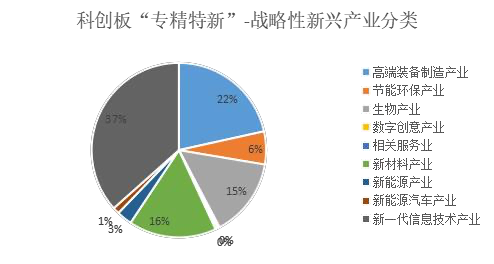 科创板“专精特新”-战略性新兴产业分类
22%
6%
15%
0%
0%
16%
3%
1%
37%
高端装备制造产业
节能环保产业
生物产业
数字创意产业
相关服务业
新材料产业
新能源产业
新能源汽车产业
新一代信息技术产业